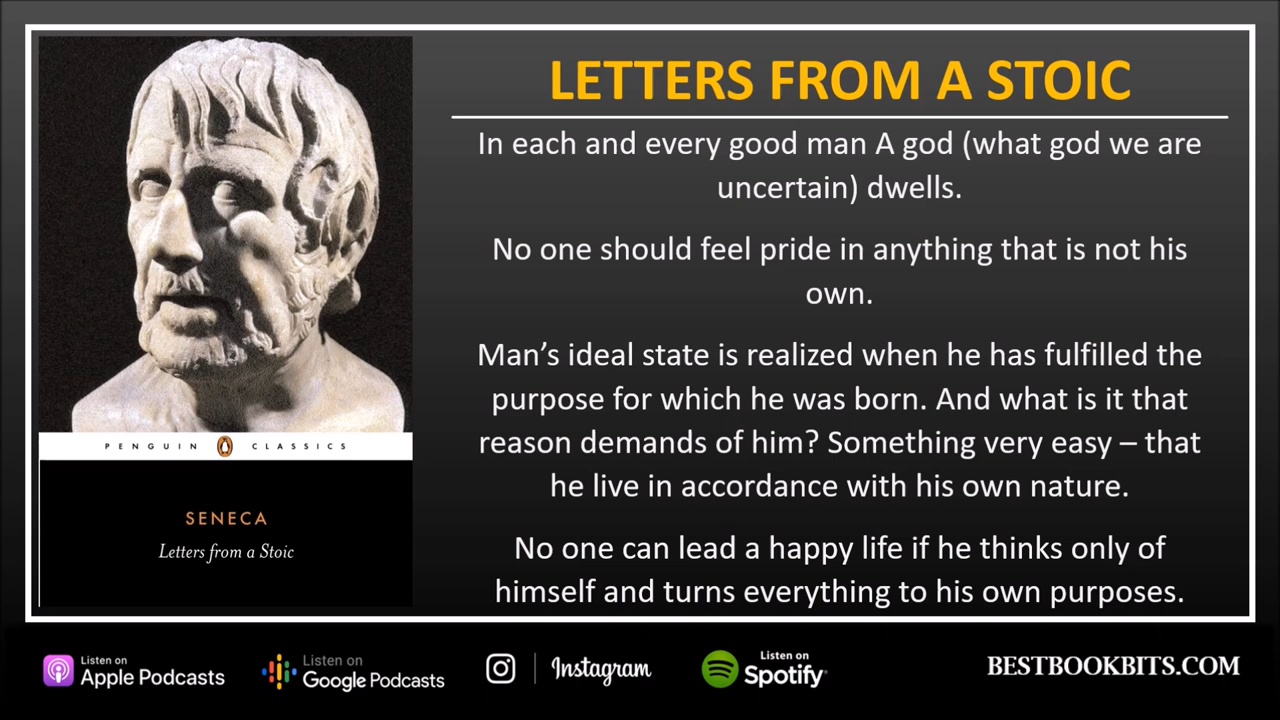 LETTERS FROM A STOIC
In each and every good man A god (what god we are
uncertain) dwells.
No one should feel pride in anything that is not his
own.
Man’s ideal state is realized when he has fulfilled the
purpose for which he was born. And what is it that
reason demands of him? Something very easy – that
he live in accordance with his own nature.
No one can lead a happy life if he thinks only of
himself and turns everything to his own purposes.
PENGUIN CLASSICS
SENECA
Letters from a Stoic
Listen on
Apple Podcasts
Listen on
Google Podcasts
Instagram
Listen on
Spotify
BESTBOOKBITS.COM